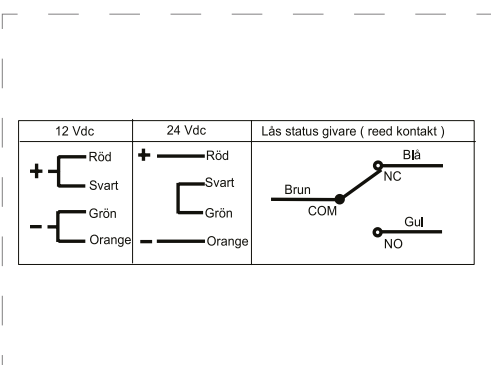 12 Vdc
24 Vdc
Lås status givare ( reed kontakt )
+ Röd
Svart
- - Grön
Orange
+ Röd
Svart
Grön
- Orange
Brun
COM
Blå
NC
Gul
NO